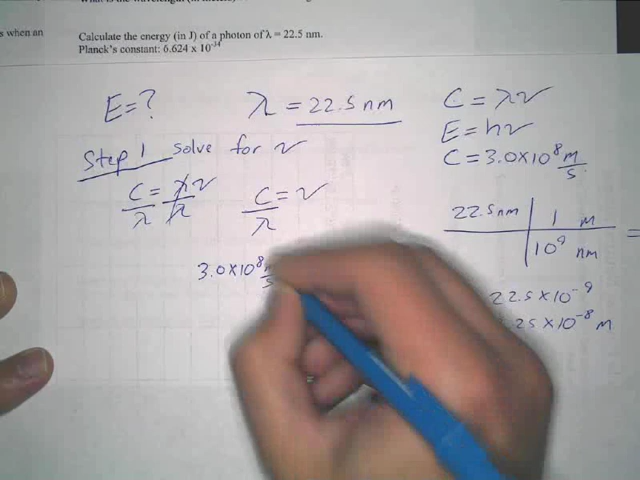 s when an
Calculate the energy (in J) of a photon of λ = 22.5 nm.
Planck's constant: 6.624 x 10⁻³⁴
E=?
λ = 22.5 nm
C = λν
E = hν
C = 3.0×10⁸ m/s
Step 1 solve for ν
C/λ = λν/λ
C/λ = ν
22.5 nm | 1 m
10⁹ nm
=
3.0×10⁸ m/s
22.5×10⁻⁹
25×10⁻⁸ m